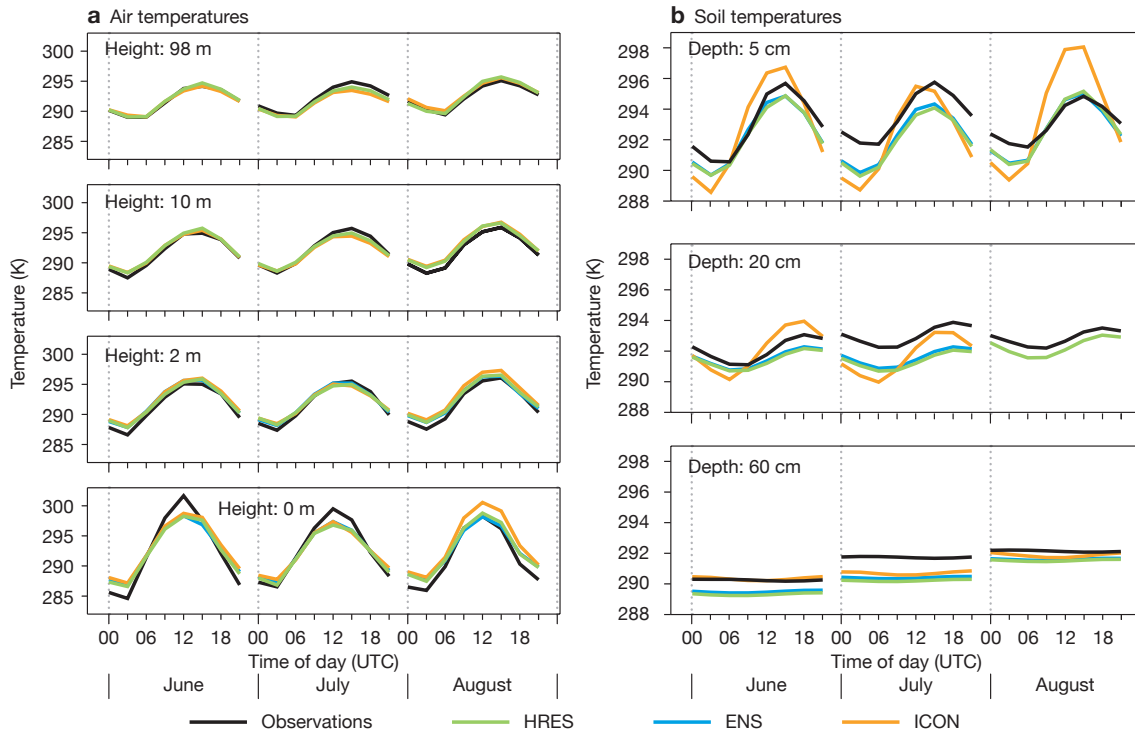 a Air temperatures
b Soil temperatures
Temperature (K)
Height: 98 m
300
295
290
285
Height: 10 m
300
295
290
285
Height: 2 m
300
295
290
285
Height: 0 m
300
295
290
285
00 06 12 18 00 06 12 18 00 06 12 18
Time of day (UTC)
June July August
Temperature (K)
Depth: 5 cm
298
296
294
292
290
288
Depth: 20 cm
298
296
294
292
290
288
Depth: 60 cm
298
296
294
292
290
288
00 06 12 18 00 06 12 18 00 06 12 18
Time of day (UTC)
June July August
Observations HRES ENS ICON